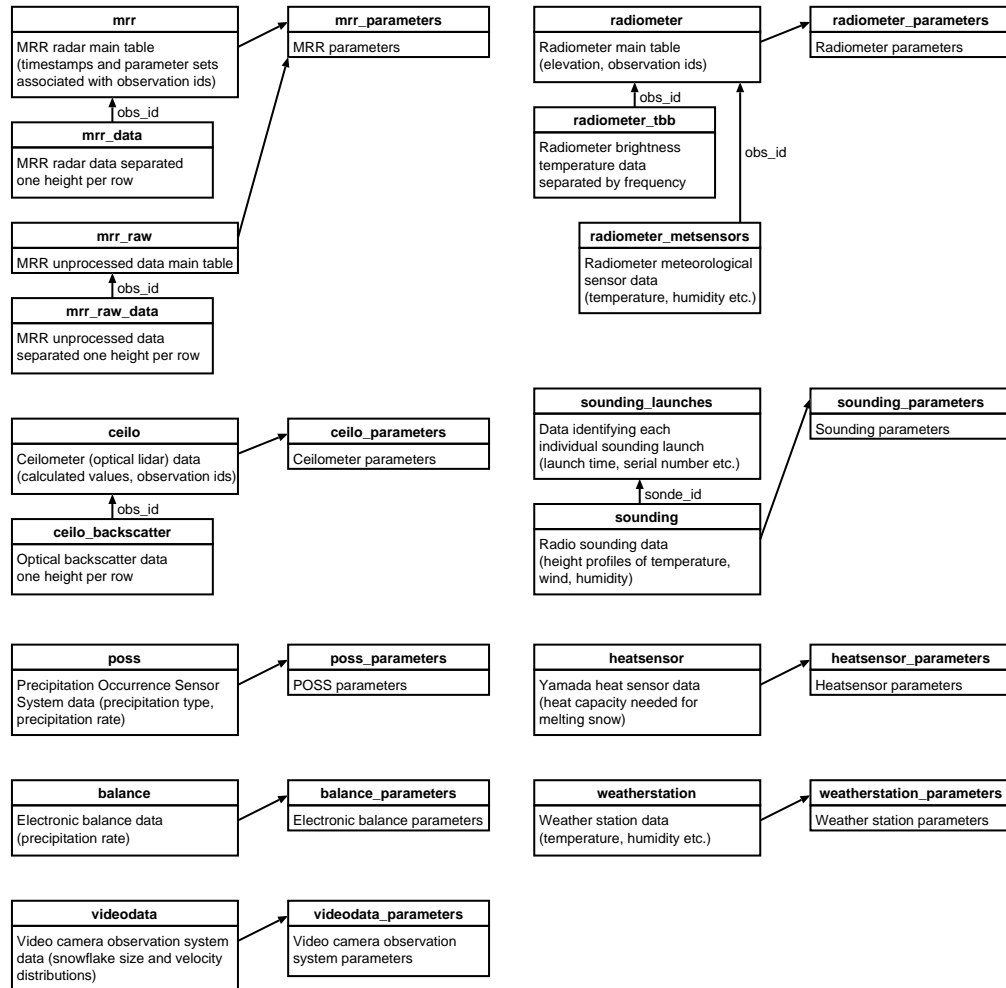 mrr
MRR radar main table
(timestamps and parameter sets
associated with observation ids)
mrr_parameters
MRR parameters
obs_id
mrr_data
MRR radar data separated
one height per row
mrr_raw
MRR unprocessed data main table
obs_id
mrr_raw_data
MRR unprocessed data
separated one height per row
radiometer
Radiometer main table
(elevation, observation ids)
radiometer_parameters
Radiometer parameters
obs_id
radiometer_tbb
Radiometer brightness
temperature data
separated by frequency
obs_id
radiometer_metsensors
Radiometer meteorological
sensor data
(temperature, humidity etc.)
ceilo
Ceilometer (optical lidar) data
(calculated values, observation ids)
ceilo_parameters
Ceilometer parameters
obs_id
ceilo_backscatter
Optical backscatter data
one height per row
sounding_launches
Data identifying each
individual sounding launch
(launch time, serial number etc.)
sounding_parameters
Sounding parameters
sonde_id
sounding
Radio sounding data
(height profiles of temperature,
wind, humidity)
poss
Precipitation Occurrence Sensor
System data (precipitation type,
precipitation rate)
poss_parameters
POSS parameters
heatsensor
Yamada heat sensor data
(heat capacity needed for
melting snow)
heatsensor_parameters
Heatsensor parameters
balance
Electronic balance data
(precipitation rate)
balance_parameters
Electronic balance parameters
weatherstation
Weather station data
(temperature, humidity etc.)
weatherstation_parameters
Weather station parameters
videodata
Video camera observation system
data (snowflake size and velocity
distributions)
videodata_parameters
Video camera observation
system parameters